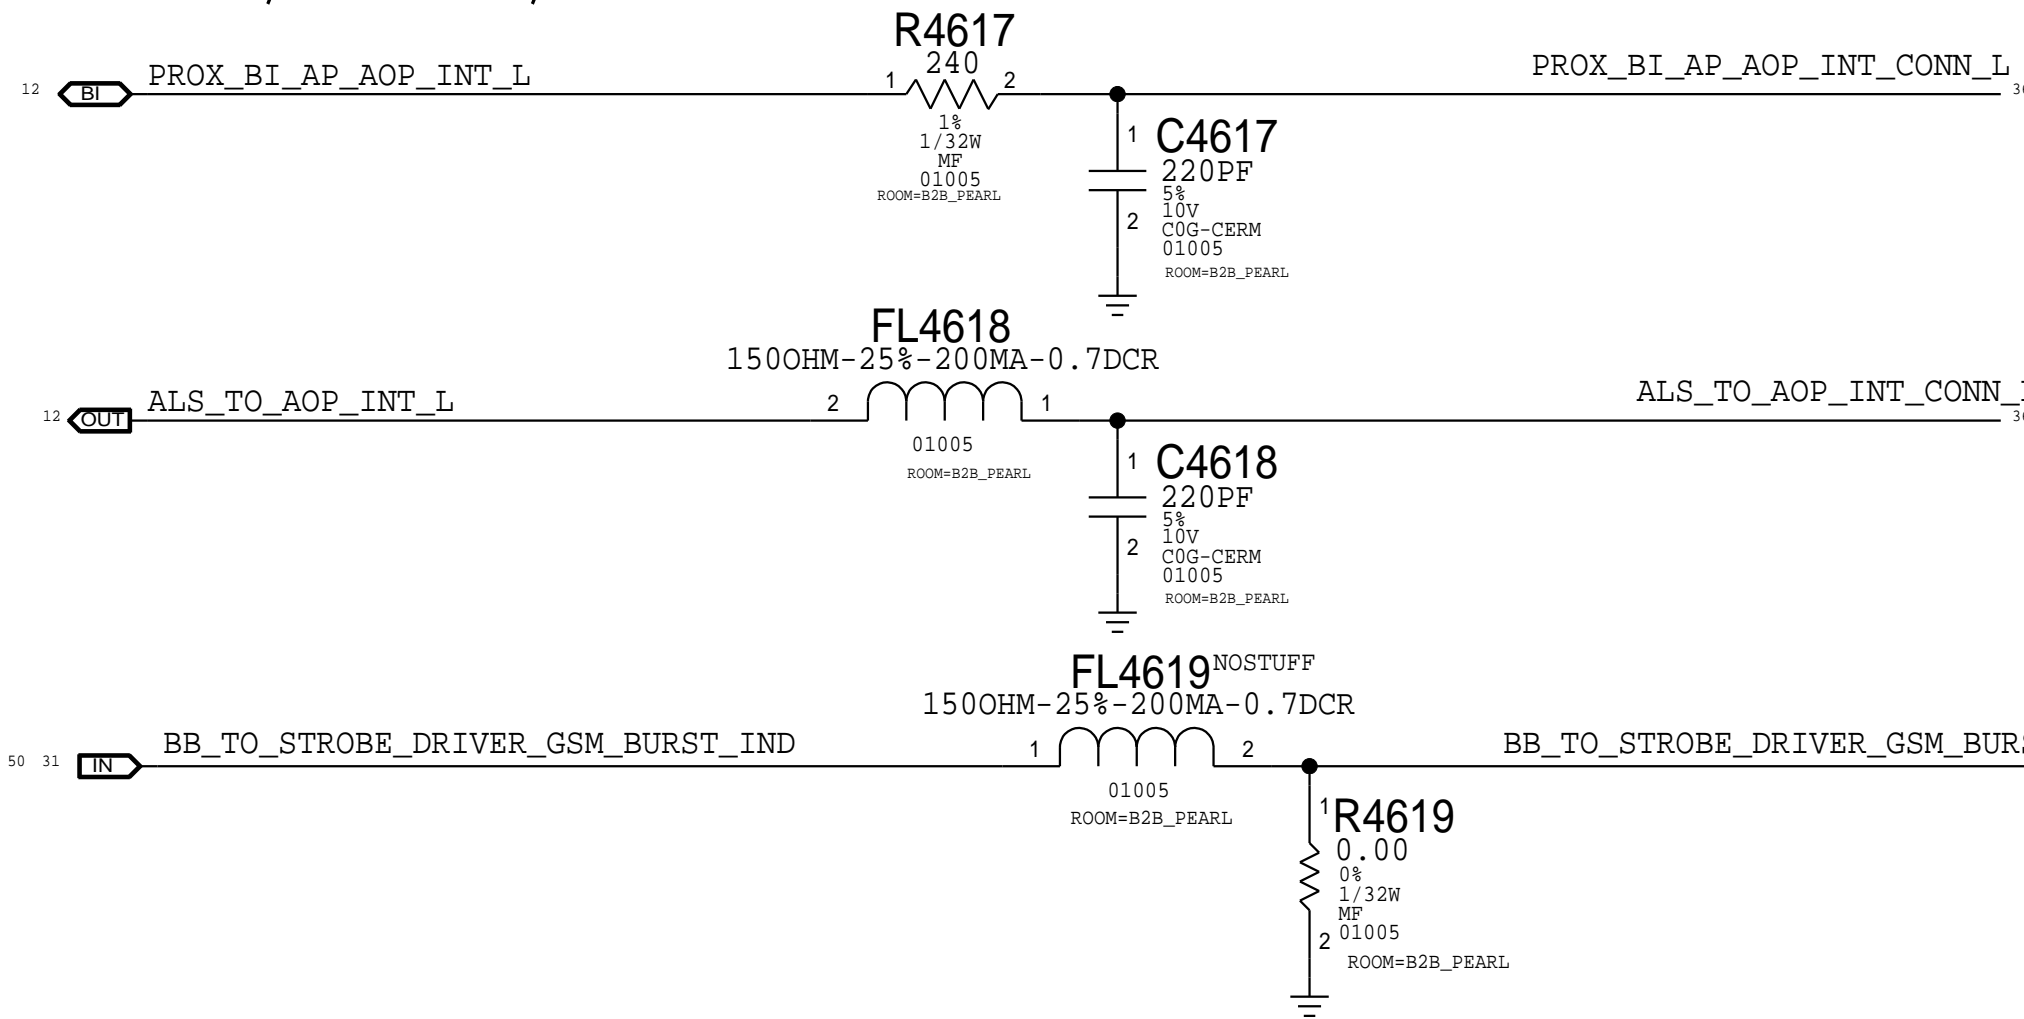 R4617
240
PROX_BI_AP_AOP_INT_L
PROX_BI_AP_AOP_INT_CONN_L
12
BI
1
2
1%
1/32W
MF
01005
ROOM=B2B_PEARL
1
C4617
220PF
5%
10V
2
C0G-CERM
01005
ROOM=B2B_PEARL
FL4618
150OHM-25%-200MA-0.7DCR
ALS_TO_AOP_INT_L
ALS_TO_AOP_INT_CONN_
12
OUT
2
1
01005
ROOM=B2B_PEARL
1
C4618
220PF
5%
10V
2
C0G-CERM
01005
ROOM=B2B_PEARL
FL4619
NOSTUFF
150OHM-25%-200MA-0.7DCR
BB_TO_STROBE_DRIVER_GSM_BURST_IND
BB_TO_STROBE_DRIVER_GSM_BUR
50 31
IN
1
2
01005
ROOM=B2B_PEARL
1
R4619
0.00
0%
1/32W
MF
2
01005
ROOM=B2B_PEARL